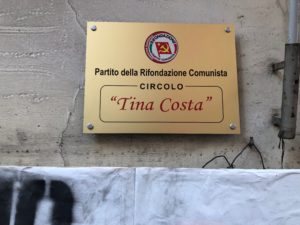 Partito della Rifondazione Comunista
CIRCOLO
"Tina Costa"